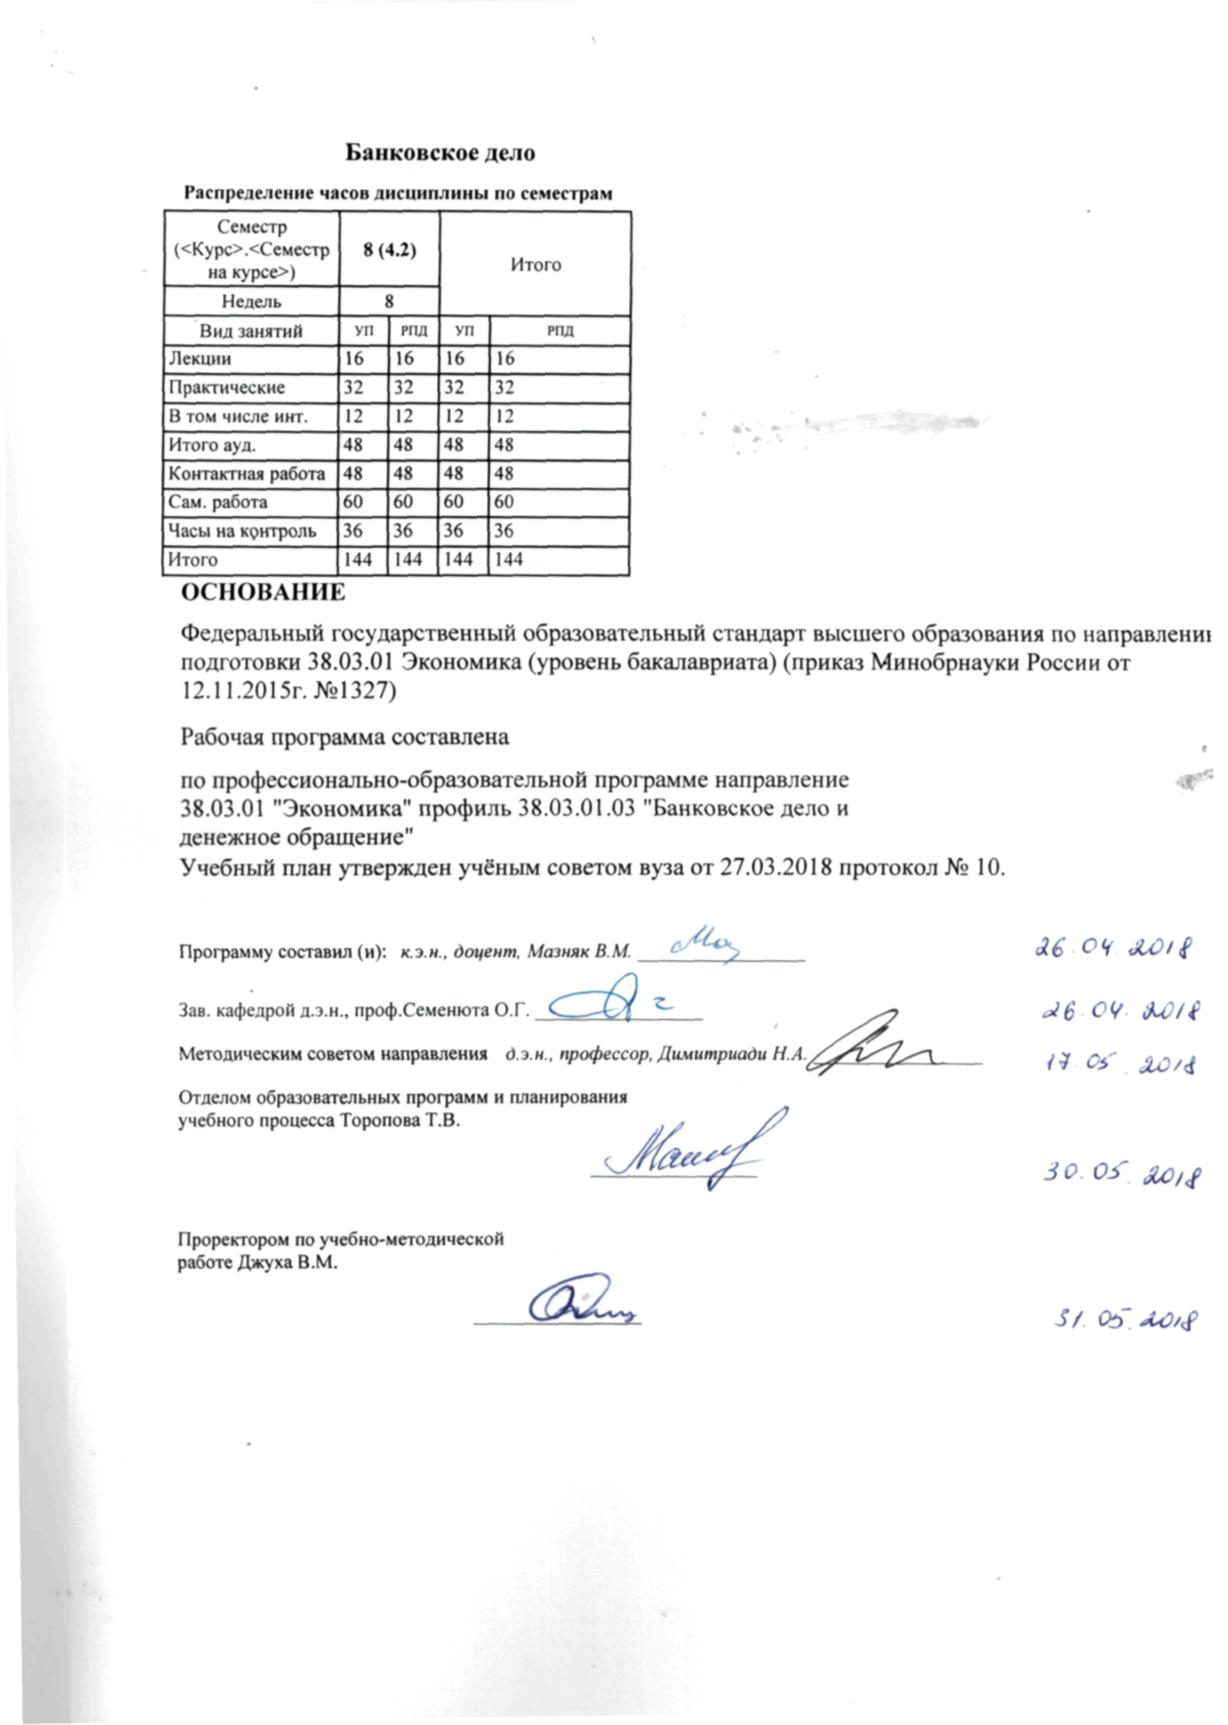 Банковское дело
Распределение часов дисциплины по семестрам
Семестр
(<Курс>.<Семестр
на курсе>)
8 (4.2)
Итого
Недель 8
Вид занятий УП РПД УП РПД
Лекции 16 16 16 16
Практические 32 32 32 32
В том числе инт. 12 12 12 12
Итого ауд. 48 48 48 48
Контактная работа 48 48 48 48
Сам. работа 60 60 60 60
Часы на контроль 36 36 36 36
Итого 144 144 144 144
ОСНОВАНИЕ
Федеральный государственный образовательный стандарт высшего образования по направлени
подготовки 38.03.01 Экономика (уровень бакалавриата) (приказ Минобрнауки России от
12.11.2015г. №1327)
Рабочая программа составлена
по профессионально-образовательной программе направление
38.03.01 "Экономика" профиль 38.03.01.03 "Банковское дело и
денежное обращение"
Учебный план утвержден учёным советом вуза от 27.03.2018 протокол № 10.
Программу составил (и): к.э.н., доцент, Мазняк В.М. 26.04.2018
Зав. кафедрой д.э.н., проф.Семенюта О.Г. 26.04.2018
Методическим советом направления д.э.н., профессор, Димитриади Н.А. 17.05.2018
Отделом образовательных программ и планирования
учебного процесса Торопова Т.В.
30.05.2018
Проректором по учебно-методической
работе Джуха В.М.
31.05.2018